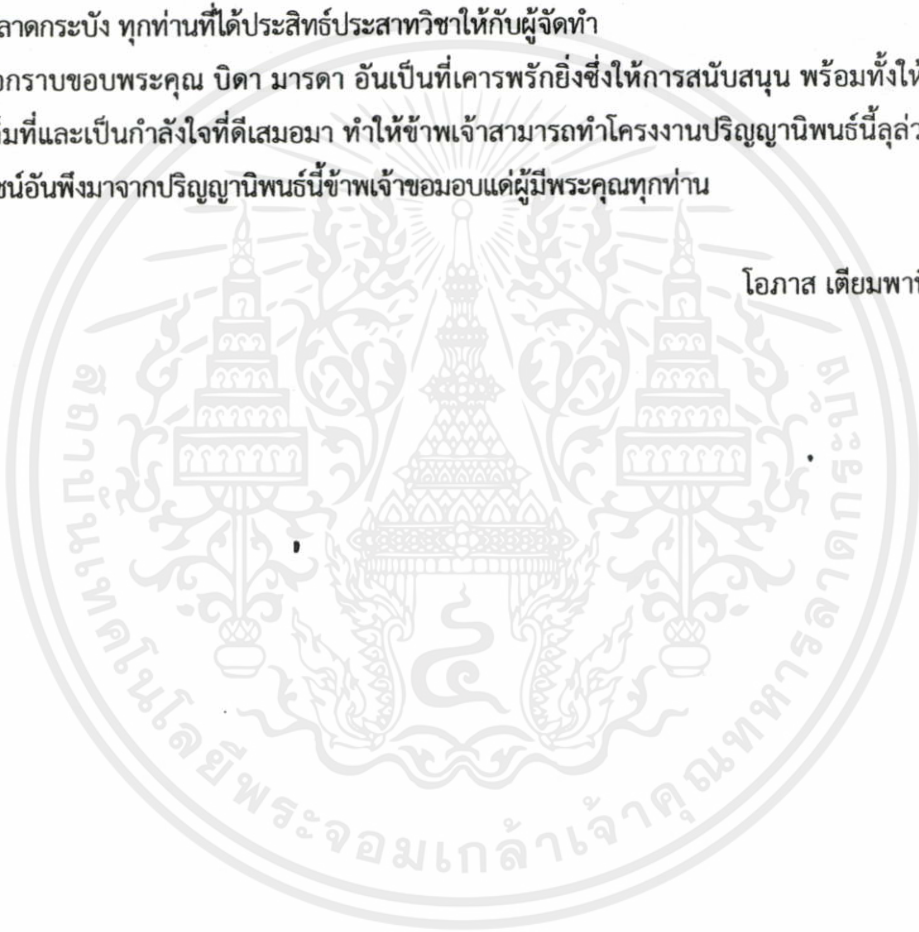 ลาดกระบัง ทุกท่านที่ได้ประสิทธ์ประสาทวิชาให้กับผู้จัดทำ
กราบขอบพระคุณ บิดา มารดา อันเป็นที่เคารพรักยิ่งซึ่งให้การสนับสนุน พร้อมทั้งให้
ที่และเป็นกำลังใจที่ดีเสมอมา ทำให้ข้าพเจ้าสามารถทำโครงงานปริญญานิพนธ์นี้ลุล่ว
ชน์อันพึงมาจากปริญญานิพนธ์นี้ข้าพเจ้าขอมอบแด่ผู้มีพระคุณทุกท่าน
โอภาส เตียมพา
สถาบันเทคโนโลยีพระจอมเกล้าเจ้าคุณทหารลาดกระบัง